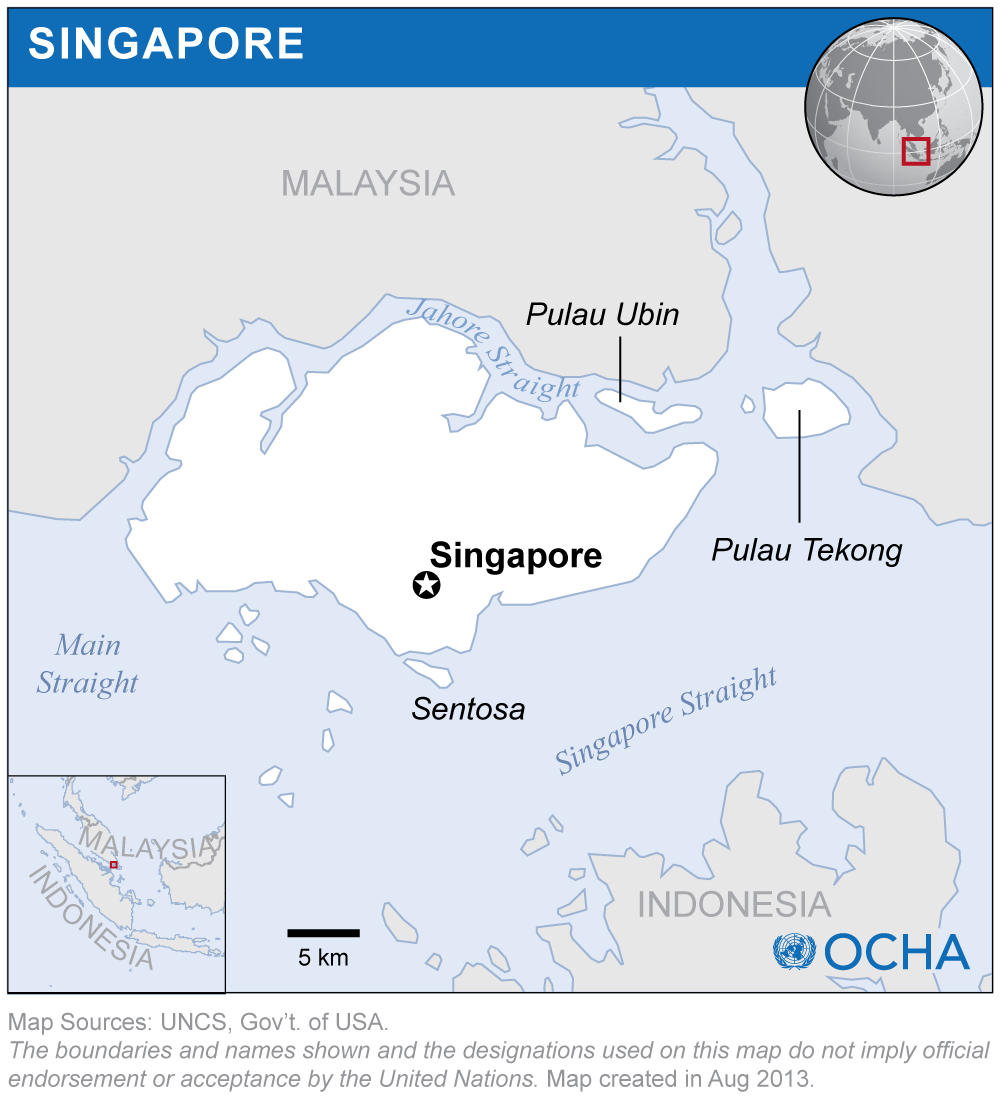 SINGAPORE
MALAYSIA
Pulau Ubin
Jahore Straight
Singapore
Pulau Tekong
Main
Straight
Sentosa
Singapore Straight
MALAYSIA
INDONESIA
INDONESIA
5 km
OCHA
Map Sources: UNCS, Gov't. of USA.
The boundaries and names shown and the designations used on this map do not imply official
endorsement or acceptance by the United Nations. Map created in Aug 2013.